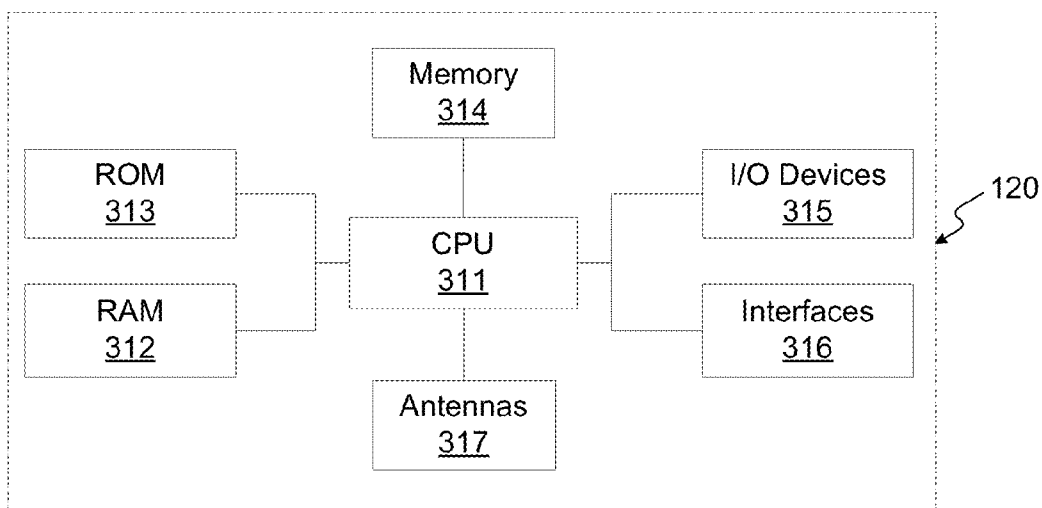 Memory
314
ROM
313
I/O Devices
315
120
CPU
311
RAM
312
Interfaces
316
Antennas
317